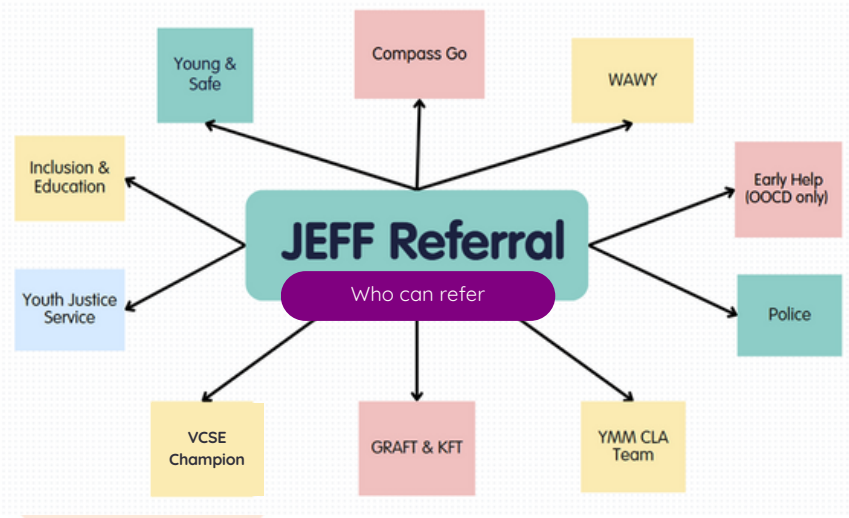 Compass Go
Young &
Safe
WAWY
Inclusion &
Education
Early Help
(OOCD only)
JEFF Referral
Who can refer
Youth Justice
Service
Police
VCSE
Champion
GRAFT & KFT
YMM CLA
Team